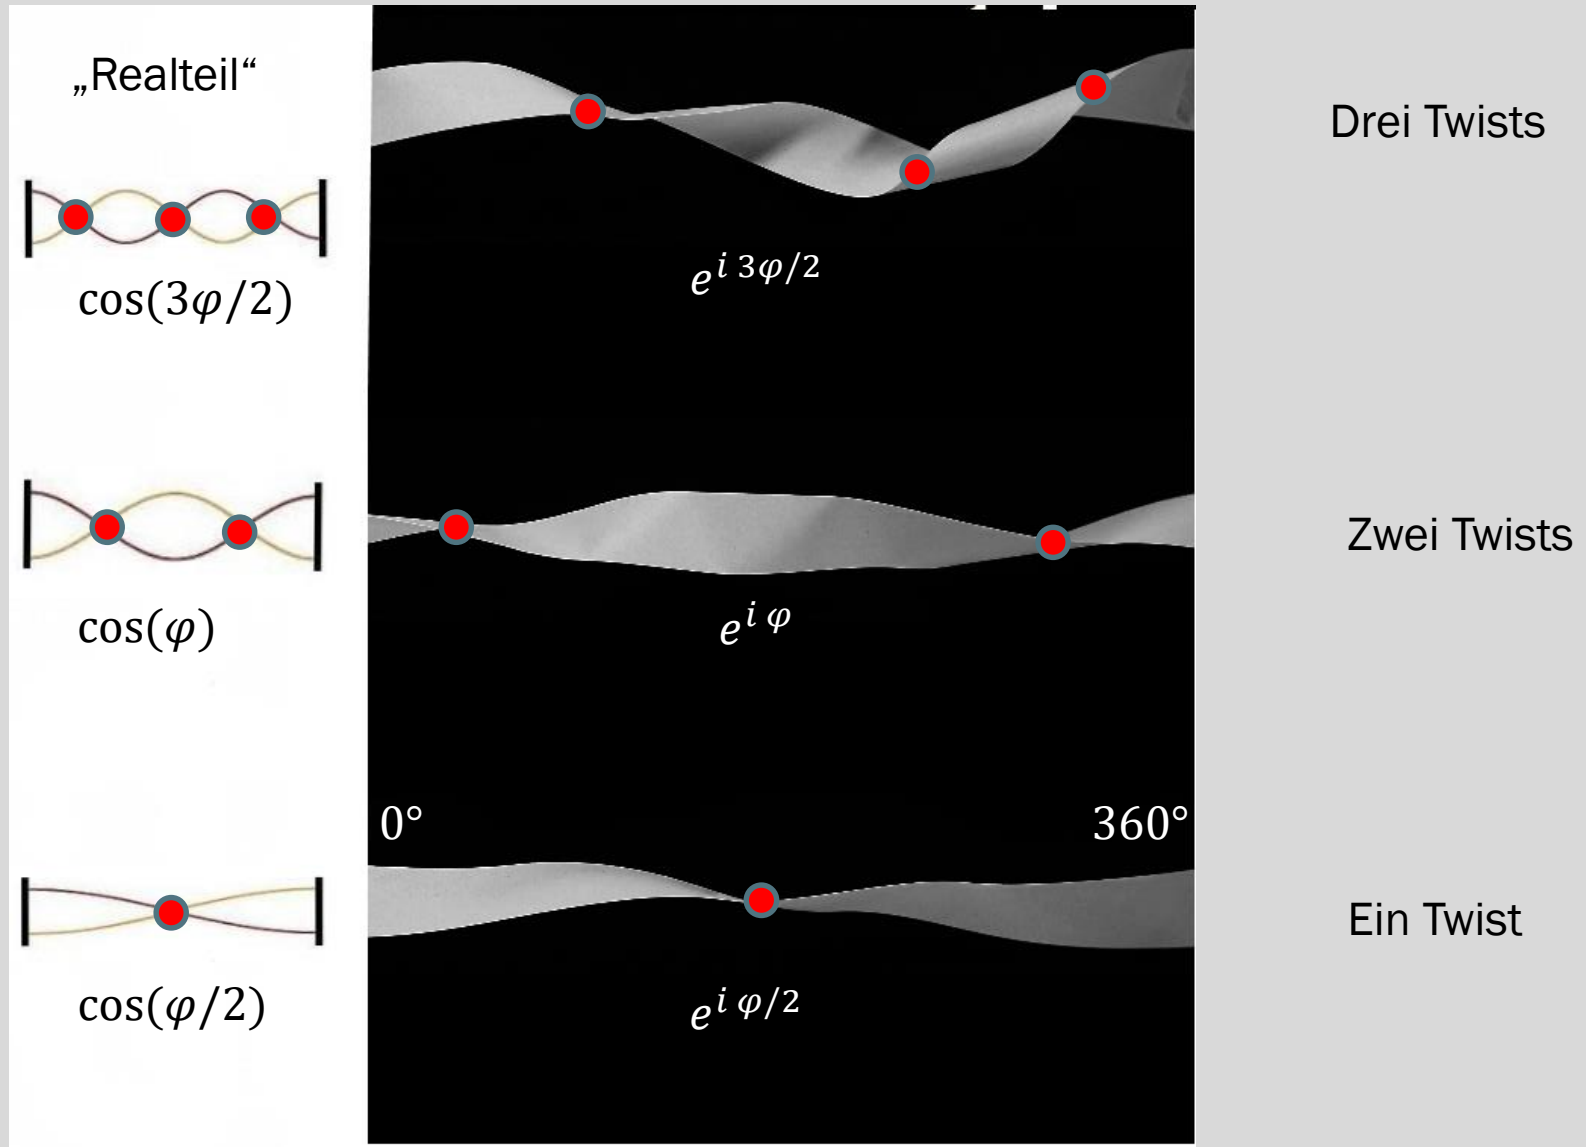 „Realteil“
Drei Twists
e^{i 3φ/2}
cos(3φ/2)
Zwei Twists
e^{i φ}
cos(φ)
0°
360°
Ein Twist
e^{i φ/2}
cos(φ/2)